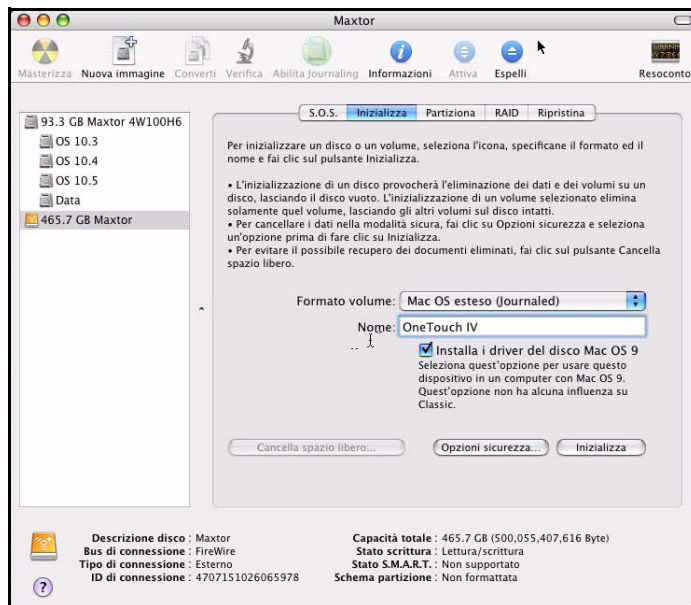 Maxtor
Masterizza Nuova immagine Converti Verifica Abilita Journaling Informazioni Attiva Espelli Resoconto
93.3 GB Maxtor 4W100H6
OS 10.3
OS 10.4
OS 10.5
Data
465.7 GB Maxtor
S.O.S. Inizializza Partiziona RAID Ripristina
Per inizializzare un disco o un volume, seleziona l'icona, specificane il formato ed il
nome e fai clic sul pulsante Inizializza.
• L'inizializzazione di un disco provocherà l'eliminazione dei dati e dei volumi su un
disco, lasciando il disco vuoto. L'inizializzazione di un volume selezionato elimina
solamente quel volume, lasciando gli altri volumi sul disco intatti.
• Per cancellare i dati nella modalità sicura, fai clic su Opzioni sicurezza e seleziona
un'opzione prima di fare clic su Inizializza.
• Per evitare il possibile recupero dei documenti eliminati, fai clic sul pulsante Cancella
spazio libero.
Formato volume: Mac OS esteso (Journaled)
Nome: OneTouch IV
Installa i driver del disco Mac OS 9
Seleziona quest'opzione per usare questo
dispositivo in un computer con Mac OS 9.
Quest'opzione non ha alcuna influenza su
Classic.
Cancella spazio libero... Opzioni sicurezza... Inizializza
Descrizione disco : Maxtor
Bus di connessione : FireWire
Tipo di connessione : Esterno
ID di connessione : 4707151026065978
Capacità totale : 465.7 GB (500,055,407,616 Byte)
Stato scrittura : Lettura/scrittura
Stato S.M.A.R.T. : Non supportato
Schema partizione : Non formattata